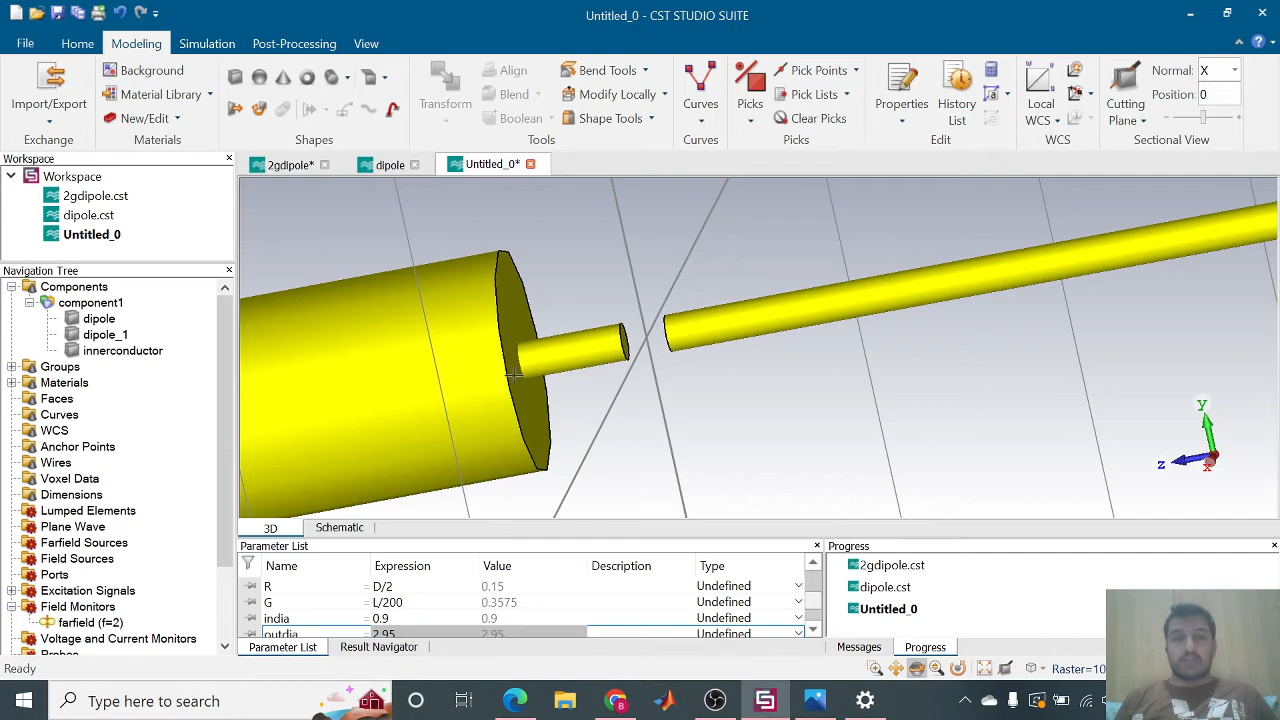 Untitled_0 - CST STUDIO SUITE
File Home Modeling Simulation Post-Processing View
Import/Export
Exchange
Background
Material Library
New/Edit
Materials
Shapes
Transform
Align
Blend
Boolean
Bend Tools
Modify Locally
Shape Tools
Tools
Curves
Curves
Picks
Pick Points
Pick Lists
Clear Picks
Picks
Properties
History List
Edit
Local WCS
WCS
Cutting Plane
Normal: X
Position: 0
Sectional View
Workspace
Workspace
2gdipole.cst
dipole.cst
Untitled_0
2gdipole* dipole Untitled_0*
Navigation Tree
Components
component1
dipole
dipole_1
innerconductor
Groups
Materials
Faces
Curves
WCS
Anchor Points
Wires
Voxel Data
Dimensions
Lumped Elements
Plane Wave
Farfield Sources
Field Sources
Ports
Excitation Signals
Field Monitors
farfield (f=2)
Voltage and Current Monitors
y
z
x
3D Schematic
Parameter List
Name Expression Value Description Type
R = D/2 0.15 Undefined
G = L/200 0.3575 Undefined
india = 0.9 0.9 Undefined
outdia = 2.95 2.95 Undefined
Parameter List Result Navigator
Progress
2gdipole.cst
dipole.cst
Untitled_0
Messages Progress
Ready
Raster=10
Type here to search